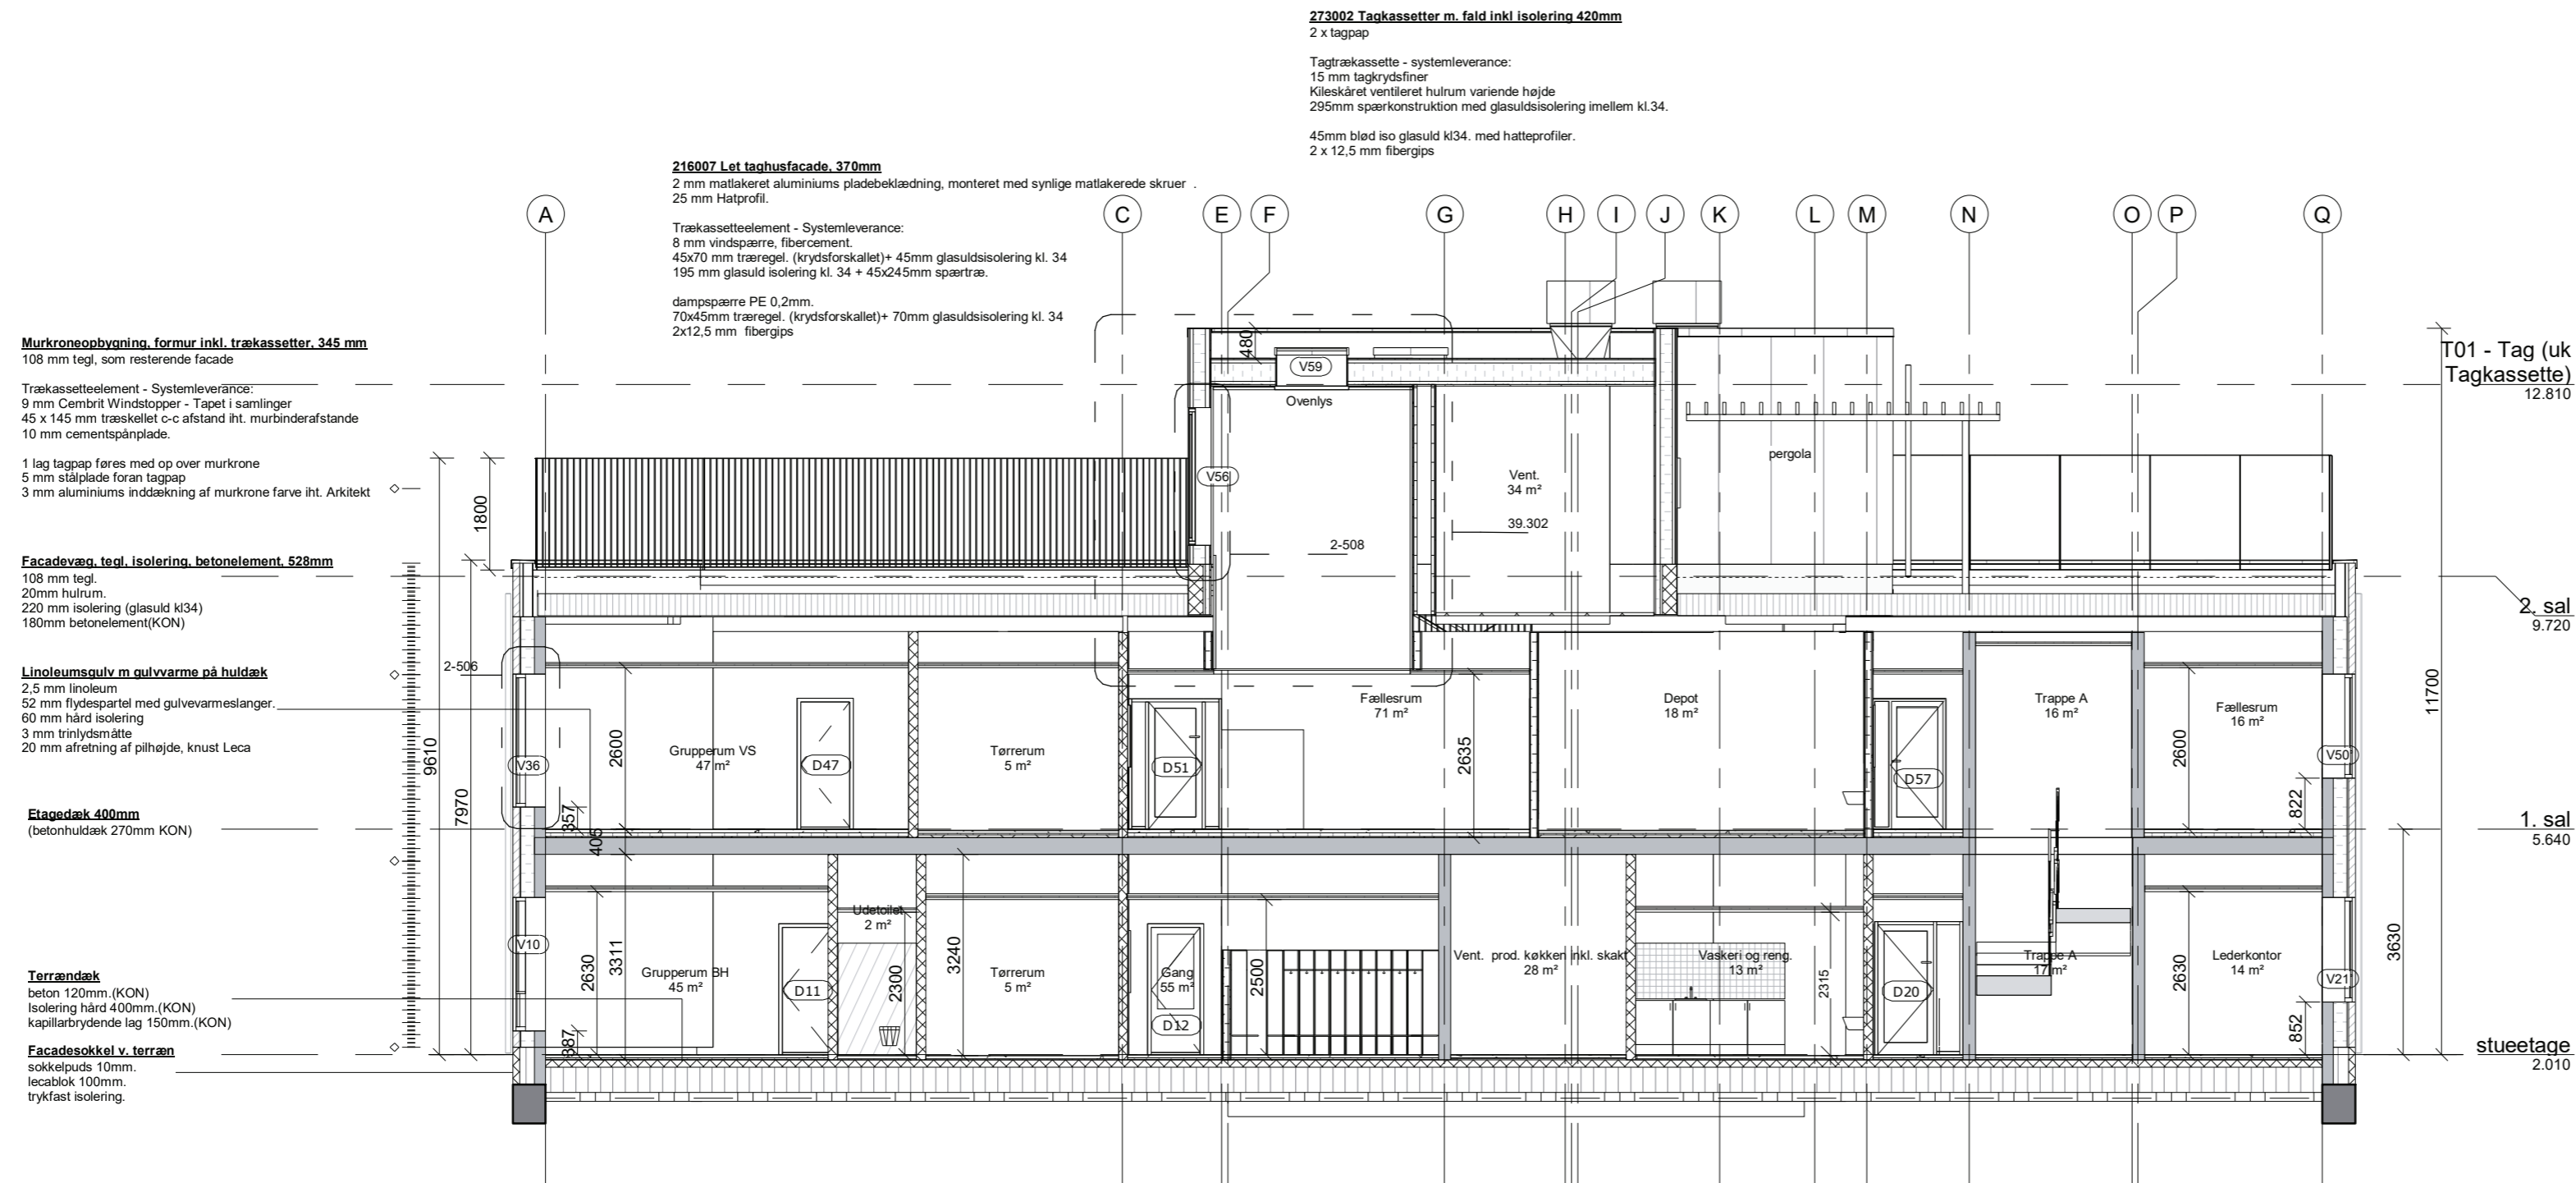 273002 Tagkassetter m. fald inkl isolering 420mm
2 x tagpap
Tagtrækassette - systemleverance:
15 mm tagkrydsfiner
Kileskåret ventileret hulrum variende højde
295mm spærkonstruktion med glasuldsisolering imellem kl.34.
45mm blød iso glasuld kl34. med hatteprofiler.
2 x 12,5 mm fibergips
216007 Let taghusfacade, 370mm
2 mm matlakeret aluminiums pladebeklædning, monteret med synlige matlakerede skruer .
25 mm Hatprofil.
Trækassetteelement - Systemleverance:
8 mm vindspærre, fibercement.
45x70 mm træregel. (krydsforskallet)+ 45mm glasuldsisolering kl. 34
195 mm glasuld isolering kl. 34 + 45x245mm spærtræ.
dampspærre PE 0,2mm.
70x45mm træregel. (krydsforskallet)+ 70mm glasuldsisolering kl. 34
2x12,5 mm fibergips
A C E F G H I J K L M N O P Q
Murkroneopbygning, formur inkl. trækassetter, 345 mm
108 mm tegl, som resterende facade
Trækassetteelement - Systemleverance:
9 mm Cembrit Windstopper - Tapet i samlinger
45 x 145 mm træskellet c-c afstand iht. murbinderafstande
10 mm cementspånplade.
1 lag tagpap føres med op over murkrone
5 mm stålplade foran tagpap
3 mm aluminiums inddækning af murkrone farve iht. Arkitekt
Facadevæg, tegl, isolering, betonelement, 528mm
108 mm tegl.
20mm hulrum.
220 mm isolering (glasuld kl34)
180mm betonelement(KON)
Linoleumsgulv m gulvvarme på huldæk
2,5 mm linoleum
52 mm flydespartel med gulvevarmeslanger.
60 mm hård isolering
3 mm trinlydsmåtte
20 mm afretning af pilhøjde, knust Leca
Etagedæk 400mm
(betonhuldæk 270mm KON)
Terrændæk
beton 120mm.(KON)
Isolering hård 400mm.(KON)
kapillarbrydende lag 150mm.(KON)
Facadesokkel v. terræn
sokkelpuds 10mm.
lecablok 100mm.
trykfast isolering.
480
V59
Ovenlys
V56
Vent.
34 m²
39.302
2-508
pergola
1800
9610
7970
2-506
T01 - Tag (uk
Tagkassette)
12.810
2. sal
9.720
11700
1. sal
5.640
3630
stueetage
2.010
V36
2600
357
405
Grupperum VS
47 m²
D47
Tørrerum
5 m²
D51
Fællesrum
71 m²
2635
Depot
18 m²
D57
Trappe A
16 m²
2600
Fællesrum
16 m²
V50
822
V10
387
2630
3311
Grupperum BH
45 m²
D11
Udetoilet
2 m²
2300
3240
Tørrerum
5 m²
Gang
55 m²
D12
2500
Vent. prod. køkken inkl. skakt
28 m²
Vaskeri og reng.
13 m²
2315
D20
Trappe A
17 m²
2630
Lederkontor
14 m²
V21
852